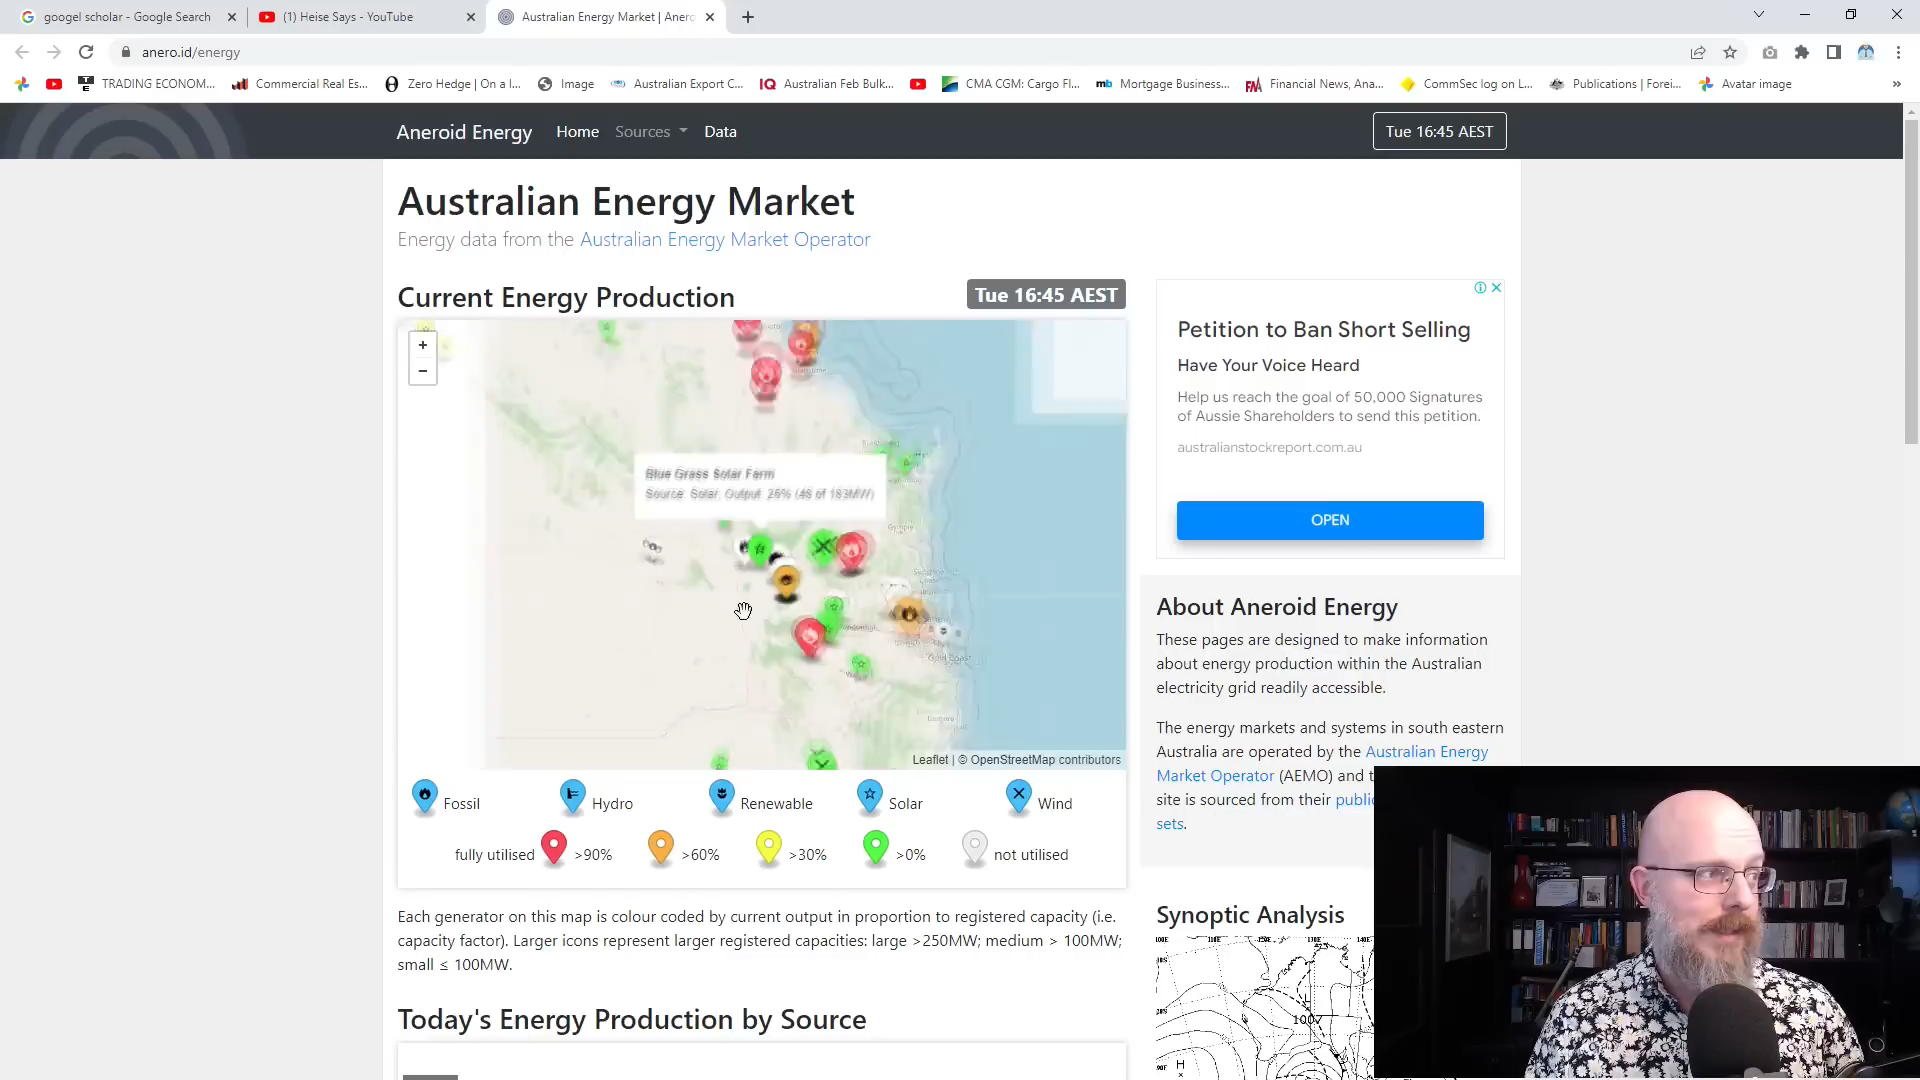 googel scholar - Google Search
(1) Heise Says - YouTube
Australian Energy Market | Anero
anero.id/energy
TRADING ECONOM...
Commercial Real Es...
Zero Hedge | On a l...
Image
Australian Export C...
Australian Feb Bulk...
CMA CGM: Cargo Fl...
Mortgage Business...
Financial News, Ana...
CommSec log on L...
Publications | Forei...
Avatar image
»
Aneroid Energy
Home
Sources
Data
Tue 16:45 AEST
Australian Energy Market
Energy data from the Australian Energy Market Operator
Current Energy Production
Tue 16:45 AEST
+
−
Blue Grass Solar Farm
Source: Solar; Output: 26% (48 of 183MW)
Gympie
Gold Coast
Leaflet | © OpenStreetMap contributors
Fossil
Hydro
Renewable
Solar
Wind
fully utilised
>90%
>60%
>30%
>0%
not utilised
Each generator on this map is colour coded by current output in proportion to registered capacity (i.e.
capacity factor). Larger icons represent larger registered capacities: large >250MW; medium > 100MW;
small ≤ 100MW.
Today's Energy Production by Source
Petition to Ban Short Selling
Have Your Voice Heard
Help us reach the goal of 50,000 Signatures
of Aussie Shareholders to send this petition.
australianstockreport.com.au
OPEN
About Aneroid Energy
These pages are designed to make information
about energy production within the Australian
electricity grid readily accessible.
The energy markets and systems in south eastern
Australia are operated by the Australian Energy
Market Operator (AEMO) and t
site is sourced from their public
sets.
Synoptic Analysis
H